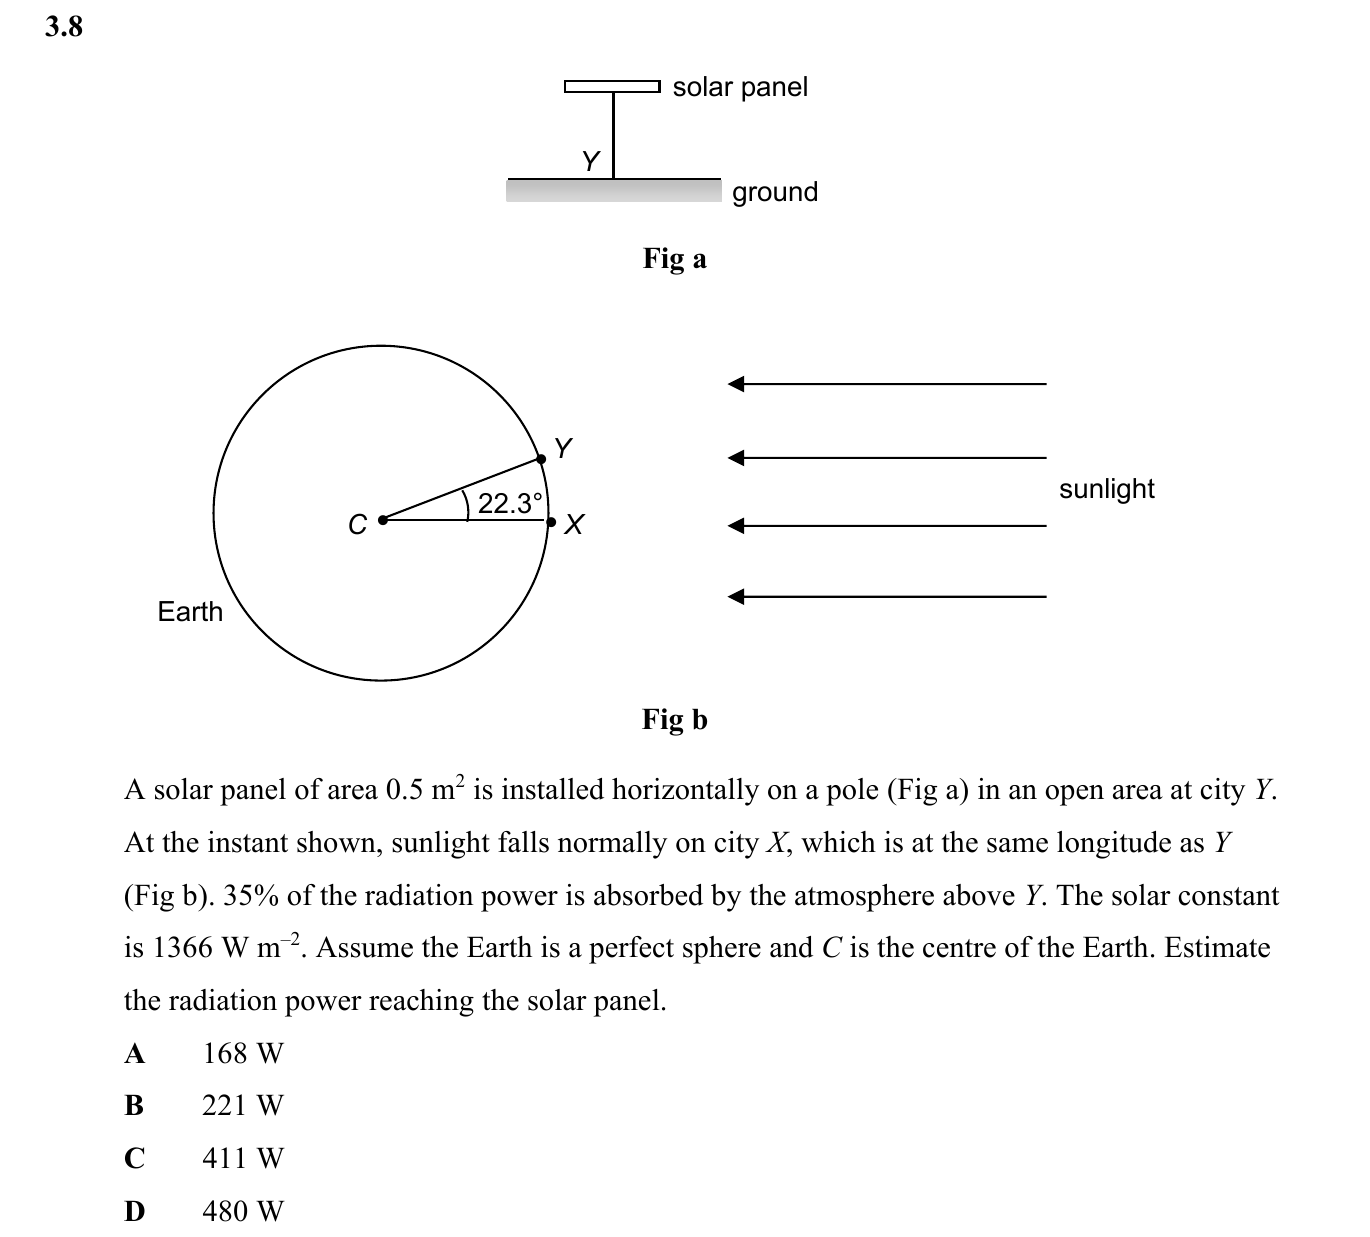 3.8
solar panel
Y
ground
Fig a
Y
22.3°
C
X
sunlight
Earth
Fig b
A solar panel of area 0.5 m² is installed horizontally on a pole (Fig a) in an open area at city Y.
At the instant shown, sunlight falls normally on city X, which is at the same longitude as Y
(Fig b). 35% of the radiation power is absorbed by the atmosphere above Y. The solar constant
is 1366 W m⁻². Assume the Earth is a perfect sphere and C is the centre of the Earth. Estimate
the radiation power reaching the solar panel.
A 168 W
B 221 W
C 411 W
D 480 W